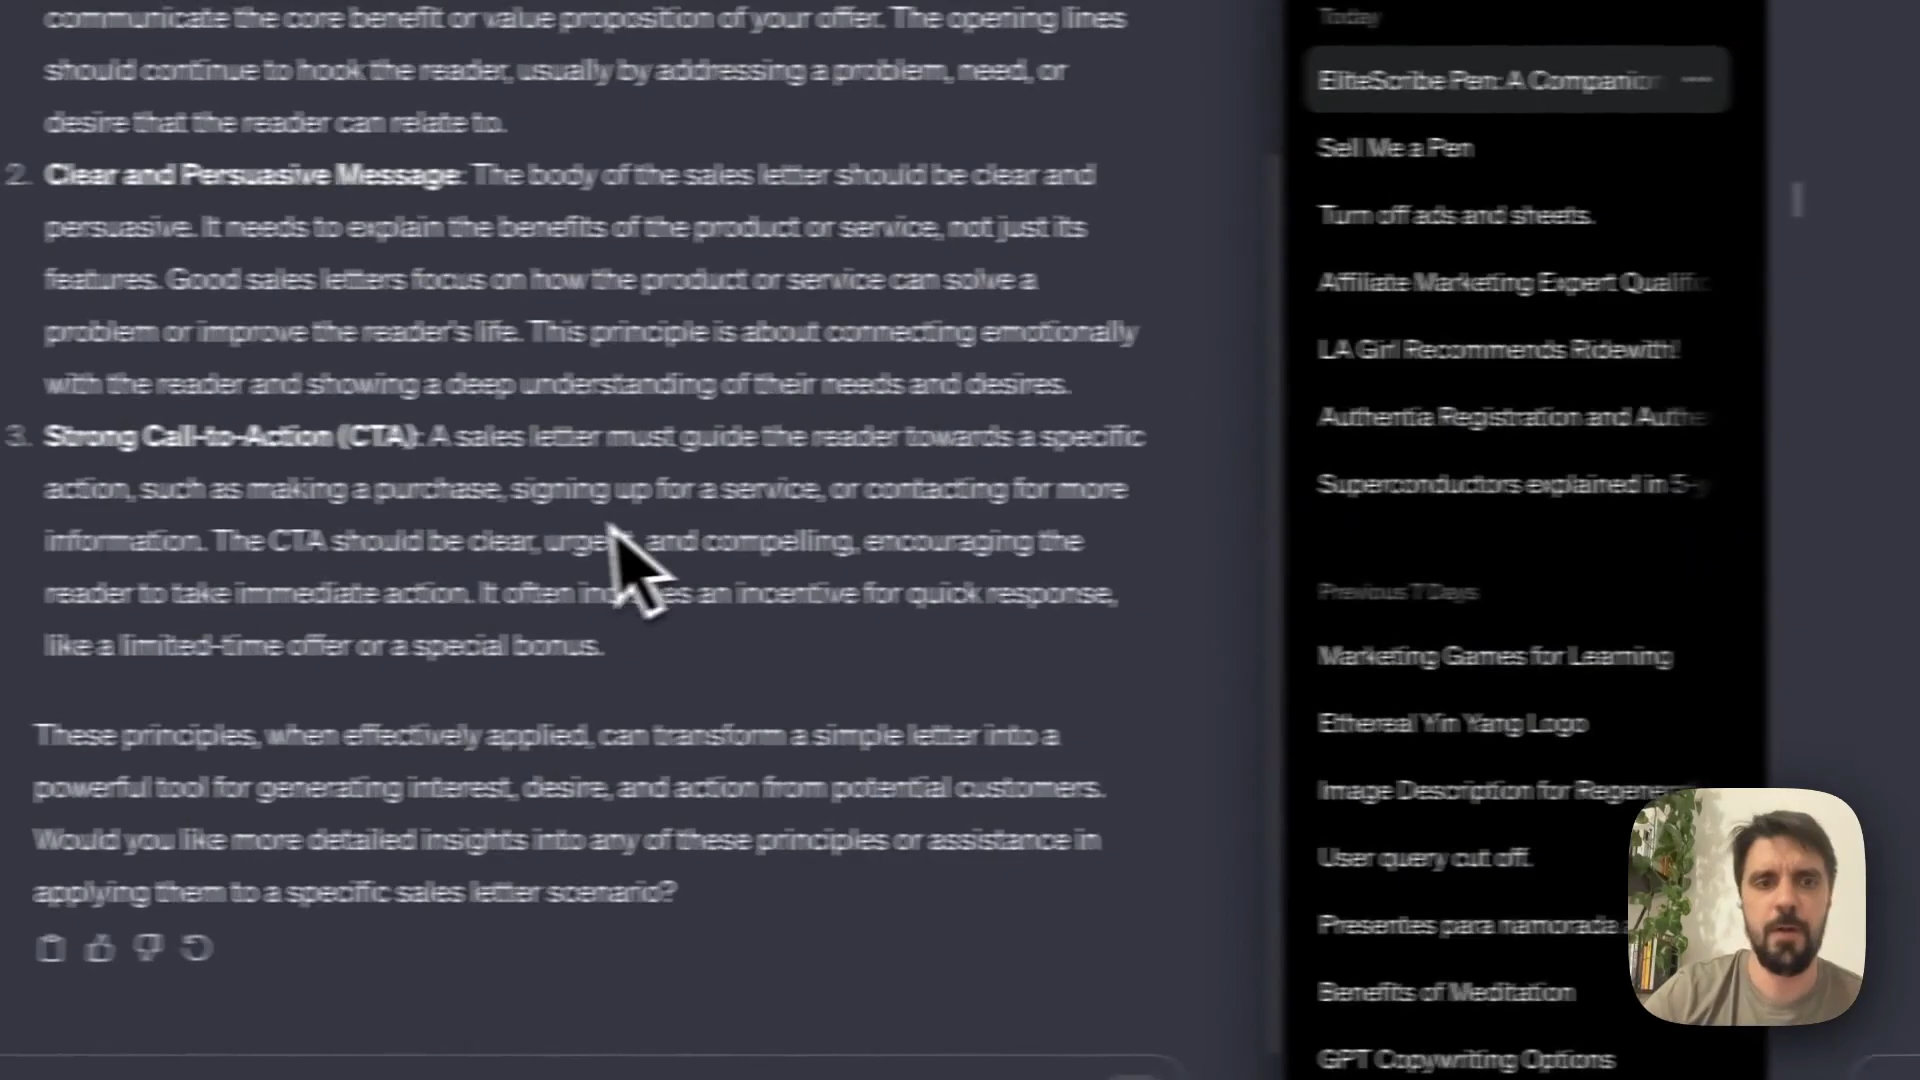 communicate the core benefit or value proposition of your offer. The opening lines
should continue to hook the reader, usually by addressing a problem, need, or
desire that the reader can relate to.
2. Clear and Persuasive Message: The body of the sales letter should be clear and
persuasive. It needs to explain the benefits of the product or service, not just its
features. Good sales letters focus on how the product or service can solve a
problem or improve the reader's life. This principle is about connecting emotionally
with the reader and showing a deep understanding of their needs and desires.
3. Strong Call-to-Action (CTA): A sales letter must guide the reader towards a specific
action, such as making a purchase, signing up for a service, or contacting for more
information. The CTA should be clear, and compelling, encouraging the
reader to take immediate action. It often an incentive for quick response,
like a limited-time offer or a special bonus.
These principles, when effectively applied, can transform a simple letter into a
powerful tool for generating interest, desire, and action from potential customers.
Would you like more detailed insights into any of these principles or assistance in
applying them to a specific sales letter scenario?
Today
EliteScribe Pen: A Companion
Sell Me a Pen
Turn off ads and sheets.
Affiliate Marketing Expert Qualific
LA Girl Recommends Ridewith!
Authentia Registration and Authe
Superconductors explained in 5-y
Previous 7 Days
Marketing Games for Learning
Ethereal Yin Yang Logo
Image Description for Regene
User query cut off.
Presentes para namorada
Benefits of Meditation
GPT Copywriting Options